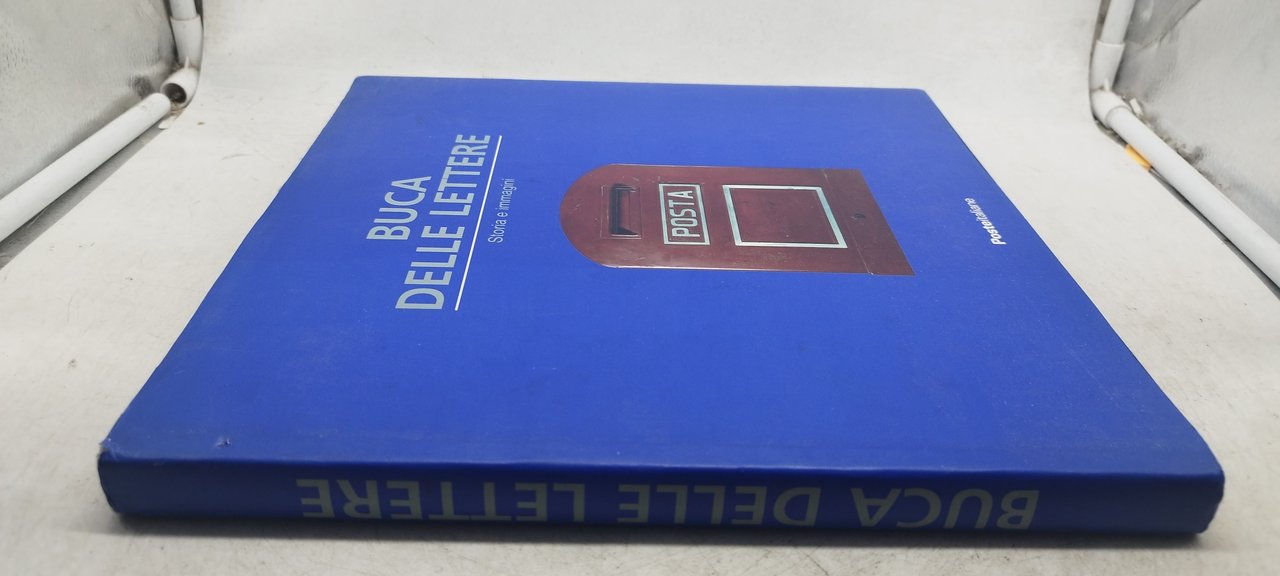 BUCA
DELLE LETTERE
Storia e immagini
POSTA
Posteitaliane
BUCA DELLE LETTERE